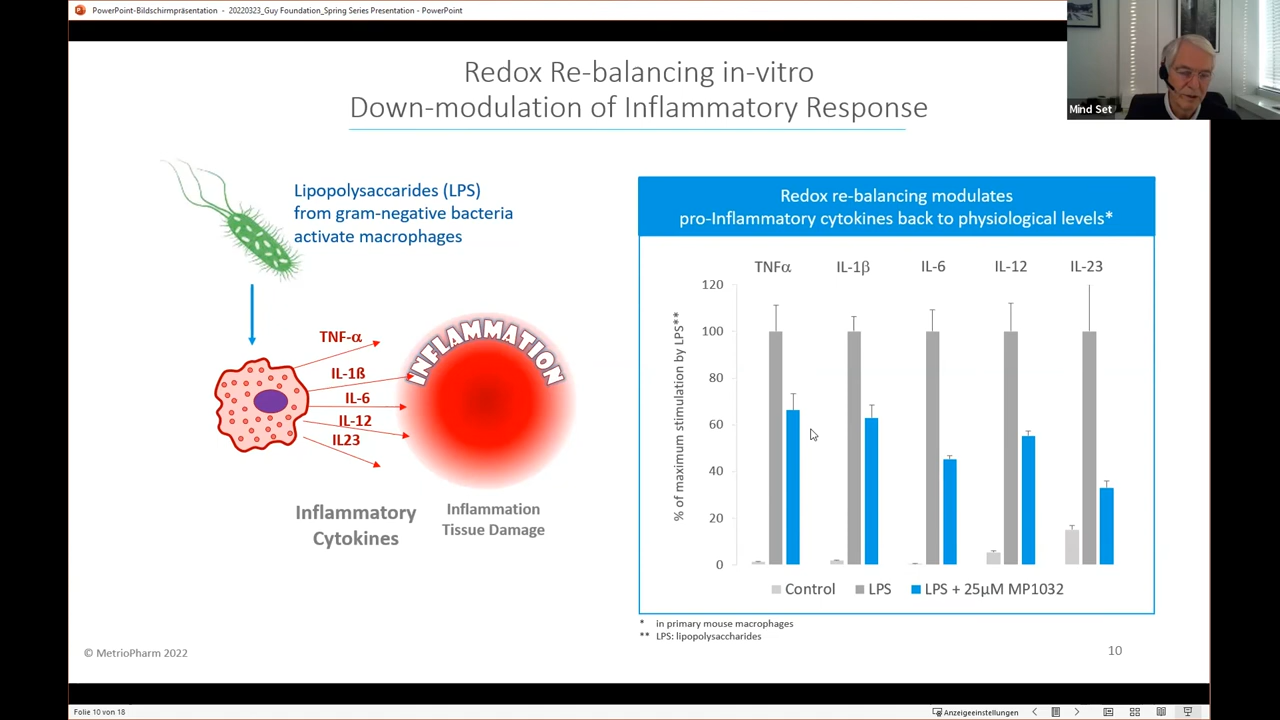 PowerPoint-Bildschirmpräsentation - 20220323_Guy Foundation_Spring Series Presentation - PowerPoint
Mind Set
Redox Re-balancing in-vitro
Down-modulation of Inflammatory Response
Lipopolysaccarides (LPS)
from gram-negative bacteria
activate macrophages
TNF-α
IL-1ß
IL-6
IL-12
IL23
INFLAMMATION
Inflammatory
Cytokines
Inflammation
Tissue Damage
Redox re-balancing modulates
pro-Inflammatory cytokines back to physiological levels*
TNFα IL-1β IL-6 IL-12 IL-23
% of maximum stimulation by LPS**
120
100
80
60
40
20
0
Control LPS LPS + 25µM MP1032
* in primary mouse macrophages
** LPS: lipopolysaccharides
© MetrioPharm 2022
10
Folie 10 von 18
Anzeigeeinstellungen